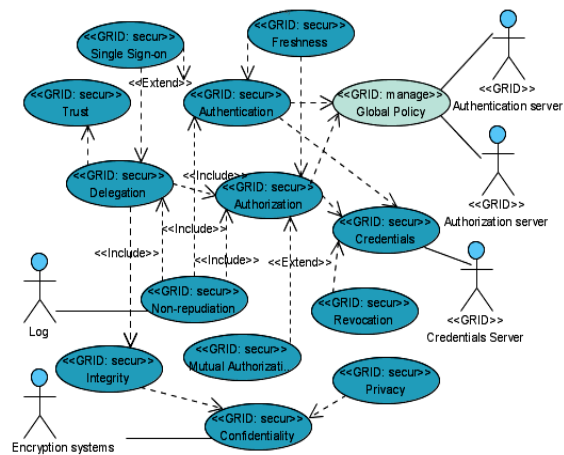 <<GRID: secur>>
Single Sign-on
<<GRID: secur>>
Freshness
<<Extend>>
<<GRID: secur>>
Trust
<<GRID: secur>>
Authentication
<<GRID: manage>>
Global Policy
<<GRID>>
Authentication server
<<Include>>
<<GRID: secur>>
Delegation
<<GRID: secur>>
Authorization
<<GRID>>
Authorization server
<<GRID: secur>>
Credentials
<<Include>>
<<Include>>
<<Extend>>
<<GRID: secur>>
Non-repudiation
<<GRID: secur>>
Revocation
<<GRID>>
Credentials Server
Log
<<GRID: secur>>
Integrity
<<GRID: secur>>
Mutual Authorizati...
<<GRID: secur>>
Privacy
<<GRID: secur>>
Confidentiality
Encryption systems